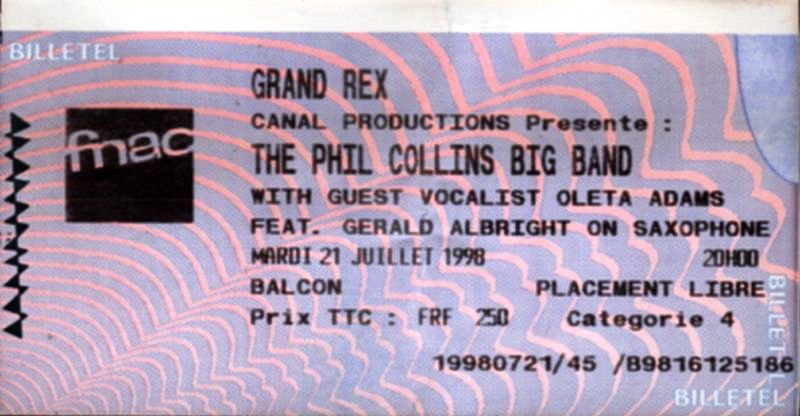 BILLETEL
fnac
GRAND REX
CANAL PRODUCTIONS Presente :
THE PHIL COLLINS BIG BAND
WITH GUEST VOCALIST OLETA ADAMS
FEAT. GERALD ALBRIGHT ON SAXOPHONE
MARDI 21 JUILLET 1998 20H00
BALCON PLACEMENT LIBRE
Prix TTC : FRF 250 Categorie 4
19980721/45 /B9816125186
BILLETEL
BILLETEL